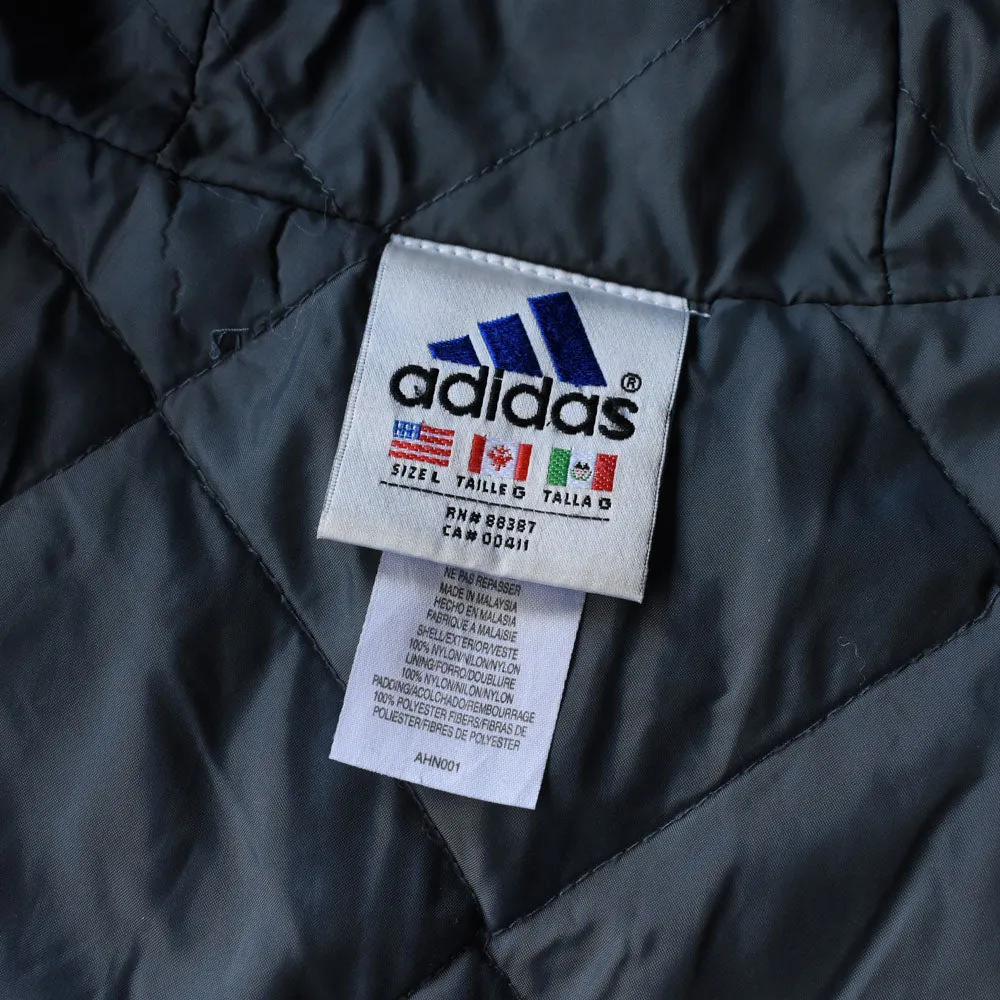 adidas®
SIZE L TAILLE G TALLA G
RN# 88387
CA# 00411
NE PAS REPASSER
MADE IN MALAYSIA
HECHO EN MALASIA
FABRIQUE A MALAISIE
SHELL/EXTERIOR/VESTE
100% NYLON/NILON/NYLON
LINING/FORRO/DOUBLURE
100% NYLON/NILON/NYLON
PADDING/ACOLCHADO/REMBOURRAGE
100% POLYESTER FIBERS/FIBRAS DE
POLIESTER/FIBRES DE POLYESTER
AHN001